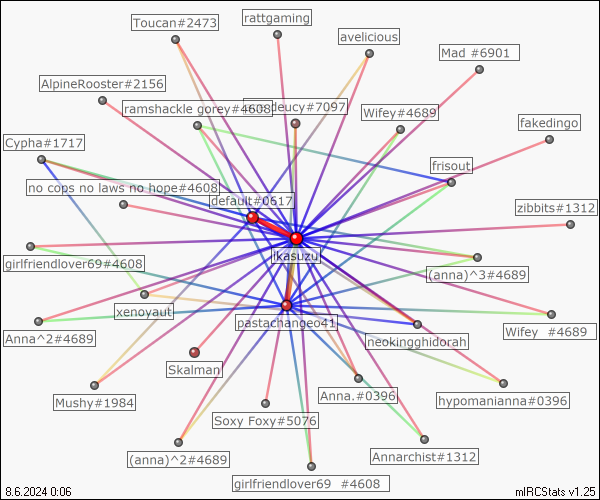 Toucan#2473
rattgaming
avelicious
Mad #6901
AlpineRooster#2156
ramshackle gorey#4608
deucy#7097
Wifey#4689
fakedingo
Cypha#1717
frisout
no cops no laws no hope#4608
default#0617
zibbits#1312
ikasuzu
girlfriendlover69#4608
(anna)^3#4689
xenoyaut
pastachangeo41
Anna^2#4689
neokingghidorah
Wifey #4689
Skalman
Mushy#1984
Anna.#0396
hypomanianna#0396
Soxy Foxy#5076
(anna)^2#4689
Annarchist#1312
girlfriendlover69 #4608
8.6.2024 0:06
mIRCStats v1.25